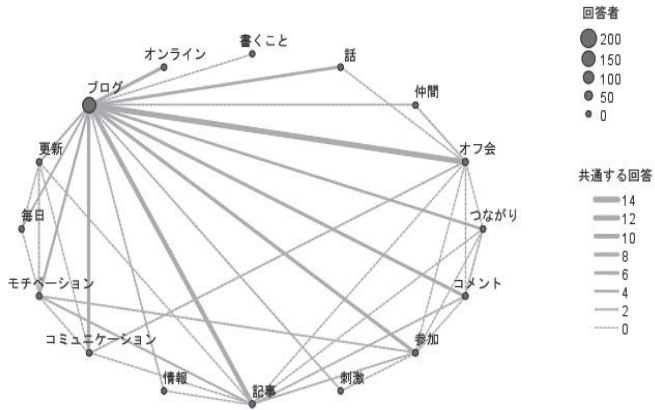 回答者
200
150
100
50
0
書くこと
オンライン
話
ブログ
仲間
更新
オフ会
毎日
つながり
モチベーション
コメント
コミュニケーション
参加
情報
記事
刺激
共通する回答
14
12
10
8
6
4
2
0